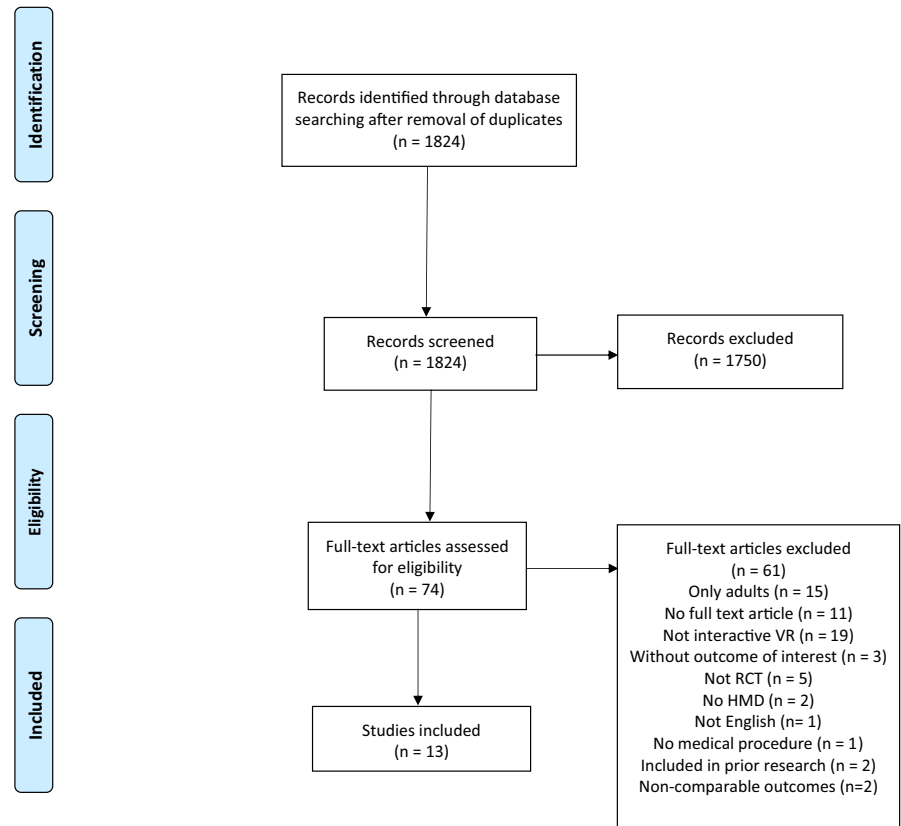 Identification
Records identified through database
searching after removal of duplicates
(n = 1824)
Screening
Records screened
(n = 1824)
Records excluded
(n = 1750)
Eligibility
Full-text articles assessed
for eligibility
(n = 74)
Full-text articles excluded
(n = 61)
Only adults (n = 15)
No full text article (n = 11)
Not interactive VR (n = 19)
Without outcome of interest (n = 3)
Not RCT (n = 5)
No HMD (n = 2)
Not English (n= 1)
No medical procedure (n = 1)
Included in prior research (n = 2)
Non-comparable outcomes (n=2)
Included
Studies included
(n = 13)